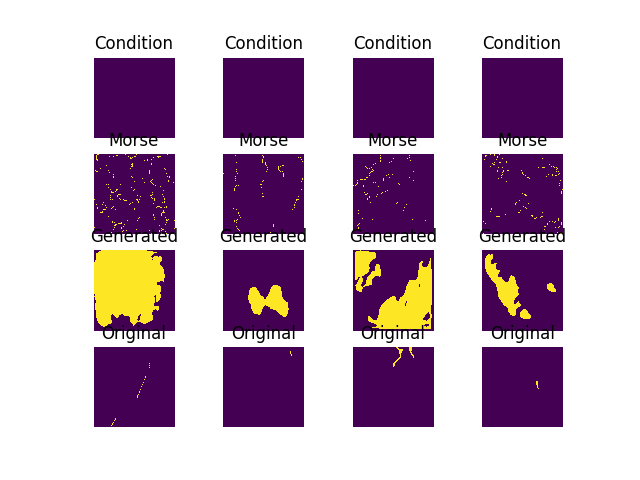 Condition Condition Condition Condition
Morse Morse Morse Morse
Generated Generated Generated Generated
Original Original Original Original